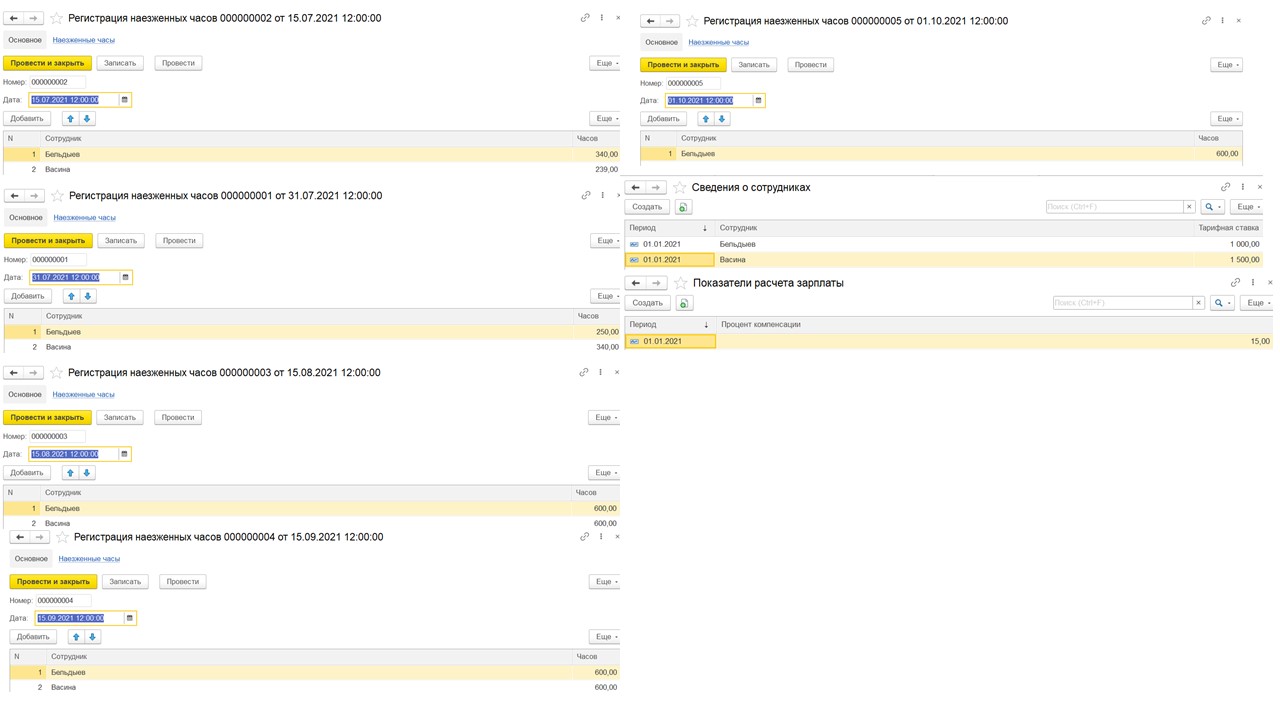 Регистрация наезженных часов 000000002 от 15.07.2021 12:00:00
Основное Наезженные часы
Провести и закрыть Записать Провести Еще
Номер: 000000002
Дата: 15.07.2021 12:00:00
Добавить Еще
N Сотрудник Часов
1 Бельдыев 340,00
2 Васина 239,00
Регистрация наезженных часов 000000001 от 31.07.2021 12:00:00
Основное Наезженные часы
Провести и закрыть Записать Провести Еще
Номер: 000000001
Дата: 31.07.2021 12:00:00
Добавить Еще
N Сотрудник Часов
1 Бельдыев 250,00
2 Васина 340,00
Регистрация наезженных часов 000000003 от 15.08.2021 12:00:00
Основное Наезженные часы
Провести и закрыть Записать Провести Еще
Номер: 000000003
Дата: 15.08.2021 12:00:00
Добавить Еще
N Сотрудник Часов
1 Бельдыев 600,00
2 Васина 600,00
Регистрация наезженных часов 000000004 от 15.09.2021 12:00:00
Основное Наезженные часы
Провести и закрыть Записать Провести Еще
Номер: 000000004
Дата: 15.09.2021 12:00:00
Добавить Еще
N Сотрудник Часов
1 Бельдыев 600,00
2 Васина 600,00
Регистрация наезженных часов 000000005 от 01.10.2021 12:00:00
Основное Наезженные часы
Провести и закрыть Записать Провести Еще
Номер: 000000005
Дата: 01.10.2021 12:00:00
Добавить Еще
N Сотрудник Часов
1 Бельдыев 600,00
Сведения о сотрудниках
Создать Поиск (Ctrl+F) Еще
Период Сотрудник Тарифная ставка
01.01.2021 Бельдыев 1 000,00
01.01.2021 Васина 1 500,00
Показатели расчета зарплаты
Создать Поиск (Ctrl+F) Еще
Период Процент компенсации
01.01.2021 15,00